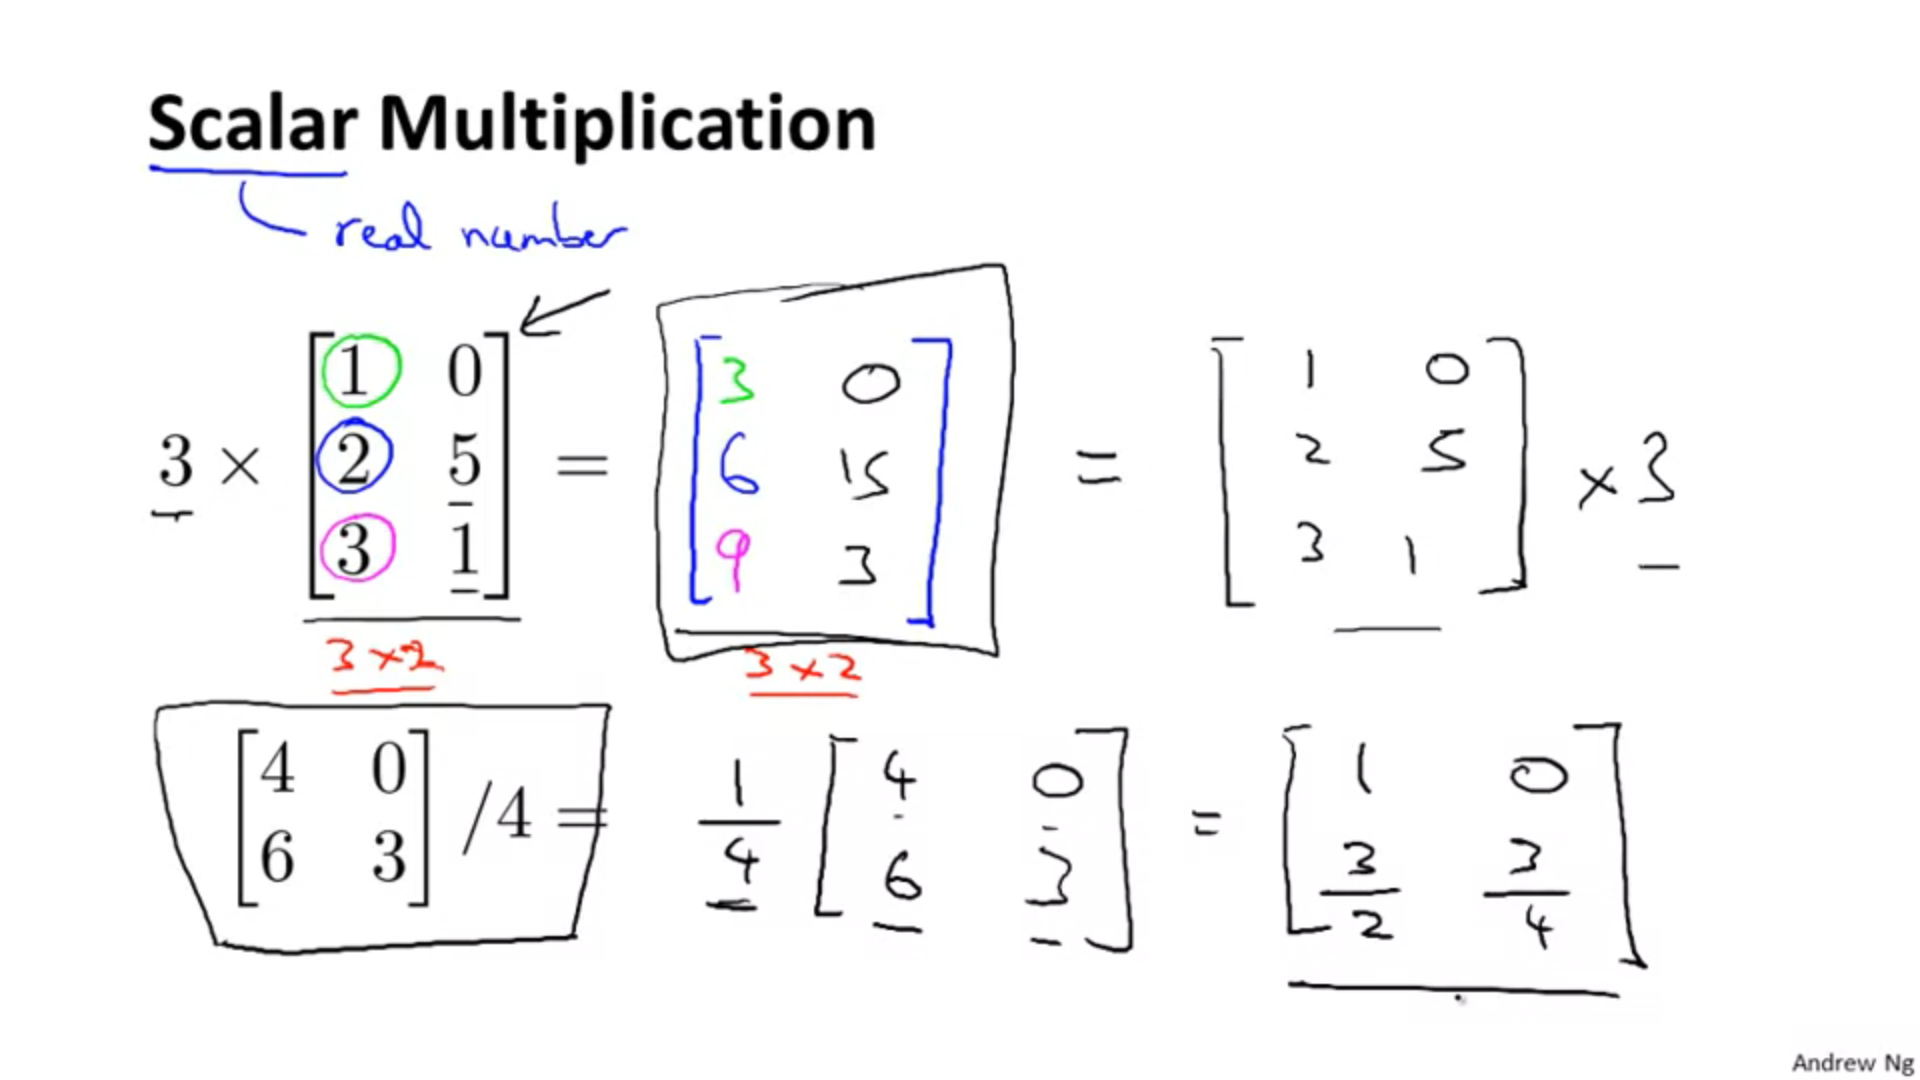 Scalar Multiplication
real number
1 0 3 0 1 0
3 × 2 5 = 6 15 = 2 5 × 3
3 1 9 3 3 1
3 × 2 3 × 2
4 0 1 4 0 1 0
6 3 /4 = 4 6 3 = 3/2 3/4
Andrew Ng